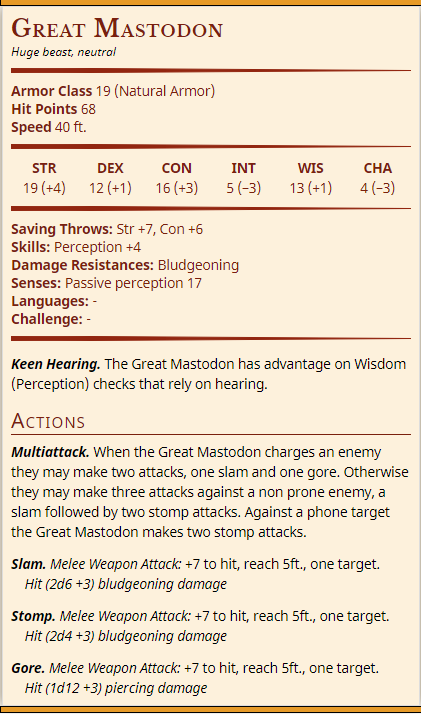 Great Mastodon
Huge beast, neutral
Armor Class 19 (Natural Armor)
Hit Points 68
Speed 40 ft.
STR DEX CON INT WIS CHA
19 (+4) 12 (+1) 16 (+3) 5 (–3) 13 (+1) 4 (–3)
Saving Throws: Str +7, Con +6
Skills: Perception +4
Damage Resistances: Bludgeoning
Senses: Passive perception 17
Languages: -
Challenge: -
Keen Hearing. The Great Mastodon has advantage on Wisdom
(Perception) checks that rely on hearing.
Actions
Multiattack. When the Great Mastodon charges an enemy
they may make two attacks, one slam and one gore. Otherwise
they may make three attacks against a non prone enemy, a
slam followed by two stomp attacks. Against a phone target
the Great Mastodon makes two stomp attacks.
Slam. Melee Weapon Attack: +7 to hit, reach 5ft., one target.
Hit (2d6 +3) bludgeoning damage
Stomp. Melee Weapon Attack: +7 to hit, reach 5ft., one target.
Hit (2d4 +3) bludgeoning damage
Gore. Melee Weapon Attack: +7 to hit, reach 5ft., one target.
Hit (1d12 +3) piercing damage